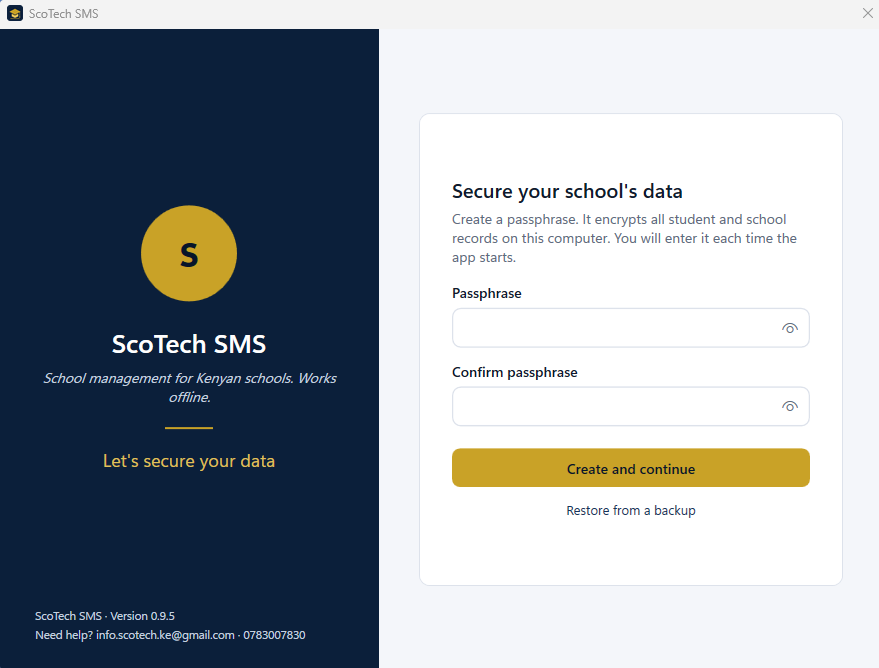 ScoTech SMS
S
ScoTech SMS
School management for Kenyan schools. Works
offline.
Let's secure your data
ScoTech SMS · Version 0.9.5
Need help? info.scotech.ke@gmail.com · 0783007830
Secure your school's data
Create a passphrase. It encrypts all student and school
records on this computer. You will enter it each time the
app starts.
Passphrase
Confirm passphrase
Create and continue
Restore from a backup